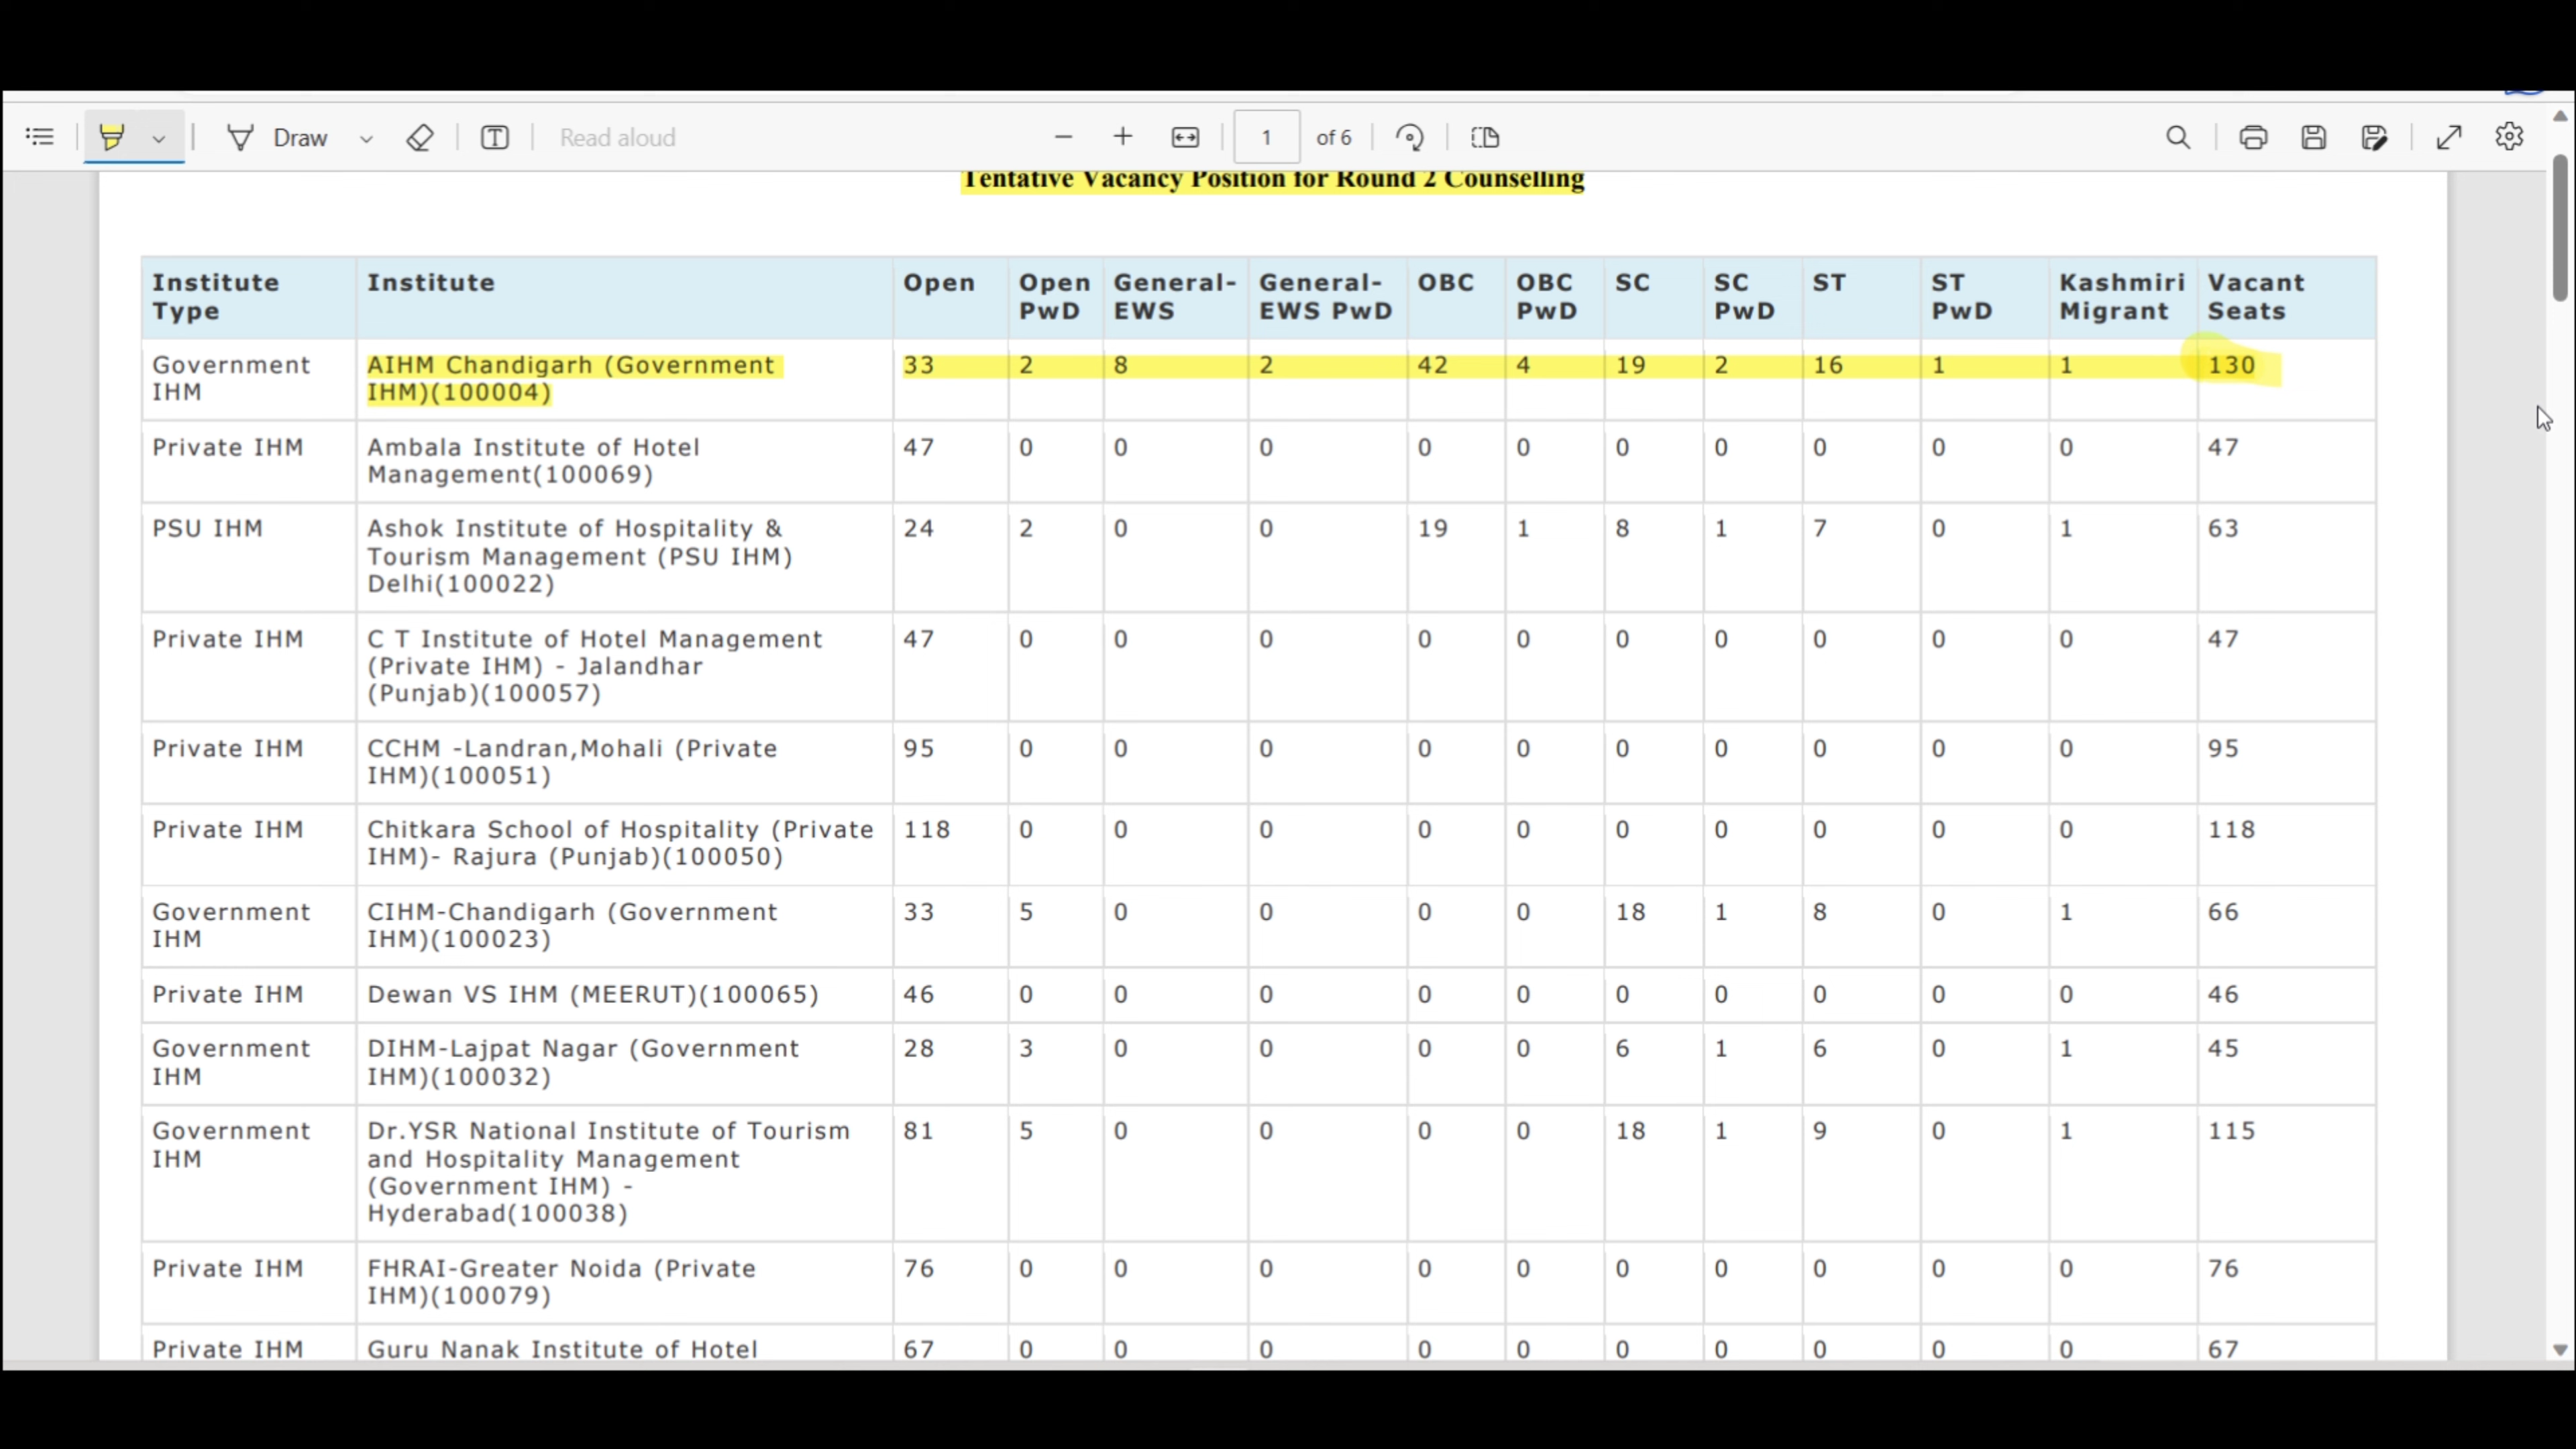 Draw
Read aloud
1 of 6
Tentative Vacancy Position for Round 2 Counselling
Institute Type Institute Open Open PwD General-EWS General-EWS PwD OBC OBC PwD SC SC PwD ST ST PwD Kashmiri Migrant Vacant Seats
Government IHM AIHM Chandigarh (Government IHM)(100004) 33 2 8 2 42 4 19 2 16 1 1 130
Private IHM Ambala Institute of Hotel Management(100069) 47 0 0 0 0 0 0 0 0 0 0 47
PSU IHM Ashok Institute of Hospitality & Tourism Management (PSU IHM) Delhi(100022) 24 2 0 0 19 1 8 1 7 0 1 63
Private IHM C T Institute of Hotel Management (Private IHM) - Jalandhar (Punjab)(100057) 47 0 0 0 0 0 0 0 0 0 0 47
Private IHM CCHM -Landran,Mohali (Private IHM)(100051) 95 0 0 0 0 0 0 0 0 0 0 95
Private IHM Chitkara School of Hospitality (Private IHM)- Rajura (Punjab)(100050) 118 0 0 0 0 0 0 0 0 0 0 118
Government IHM CIHM-Chandigarh (Government IHM)(100023) 33 5 0 0 0 0 18 1 8 0 1 66
Private IHM Dewan VS IHM (MEERUT)(100065) 46 0 0 0 0 0 0 0 0 0 0 46
Government IHM DIHM-Lajpat Nagar (Government IHM)(100032) 28 3 0 0 0 0 6 1 6 0 1 45
Government IHM Dr.YSR National Institute of Tourism and Hospitality Management (Government IHM) - Hyderabad(100038) 81 5 0 0 0 0 18 1 9 0 1 115
Private IHM FHRAI-Greater Noida (Private IHM)(100079) 76 0 0 0 0 0 0 0 0 0 0 76
Private IHM Guru Nanak Institute of Hotel 67 0 0 0 0 0 0 0 0 0 0 67